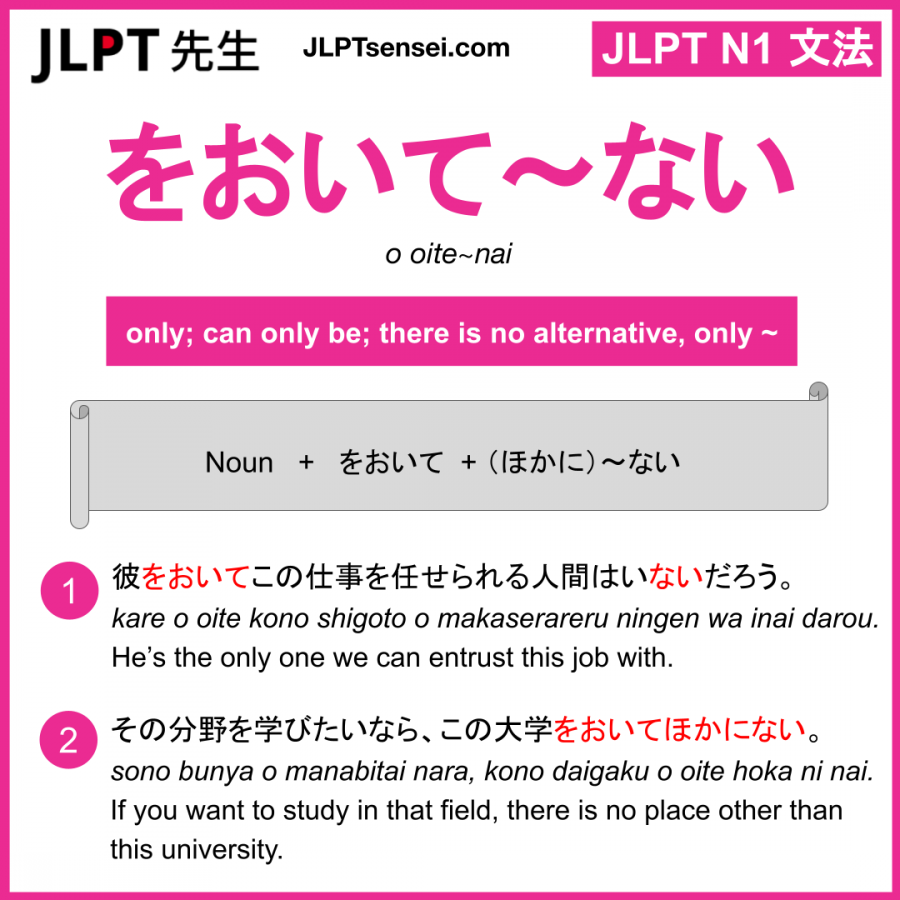 JLPT 先生
JLPTsensei.com
JLPT N1 文法
をおいて～ない
o oite~nai
only; can only be; there is no alternative, only ~
Noun + をおいて + （ほかに）～ない
1
彼をおいてこの仕事を任せられる人間はいないだろう。
kare o oite kono shigoto o makaserareru ningen wa inai darou.
He’s the only one we can entrust this job with.
2
その分野を学びたいなら、この大学をおいてほかにない。
sono bunya o manabitai nara, kono daigaku o oite hoka ni nai.
If you want to study in that field, there is no place other than
this university.